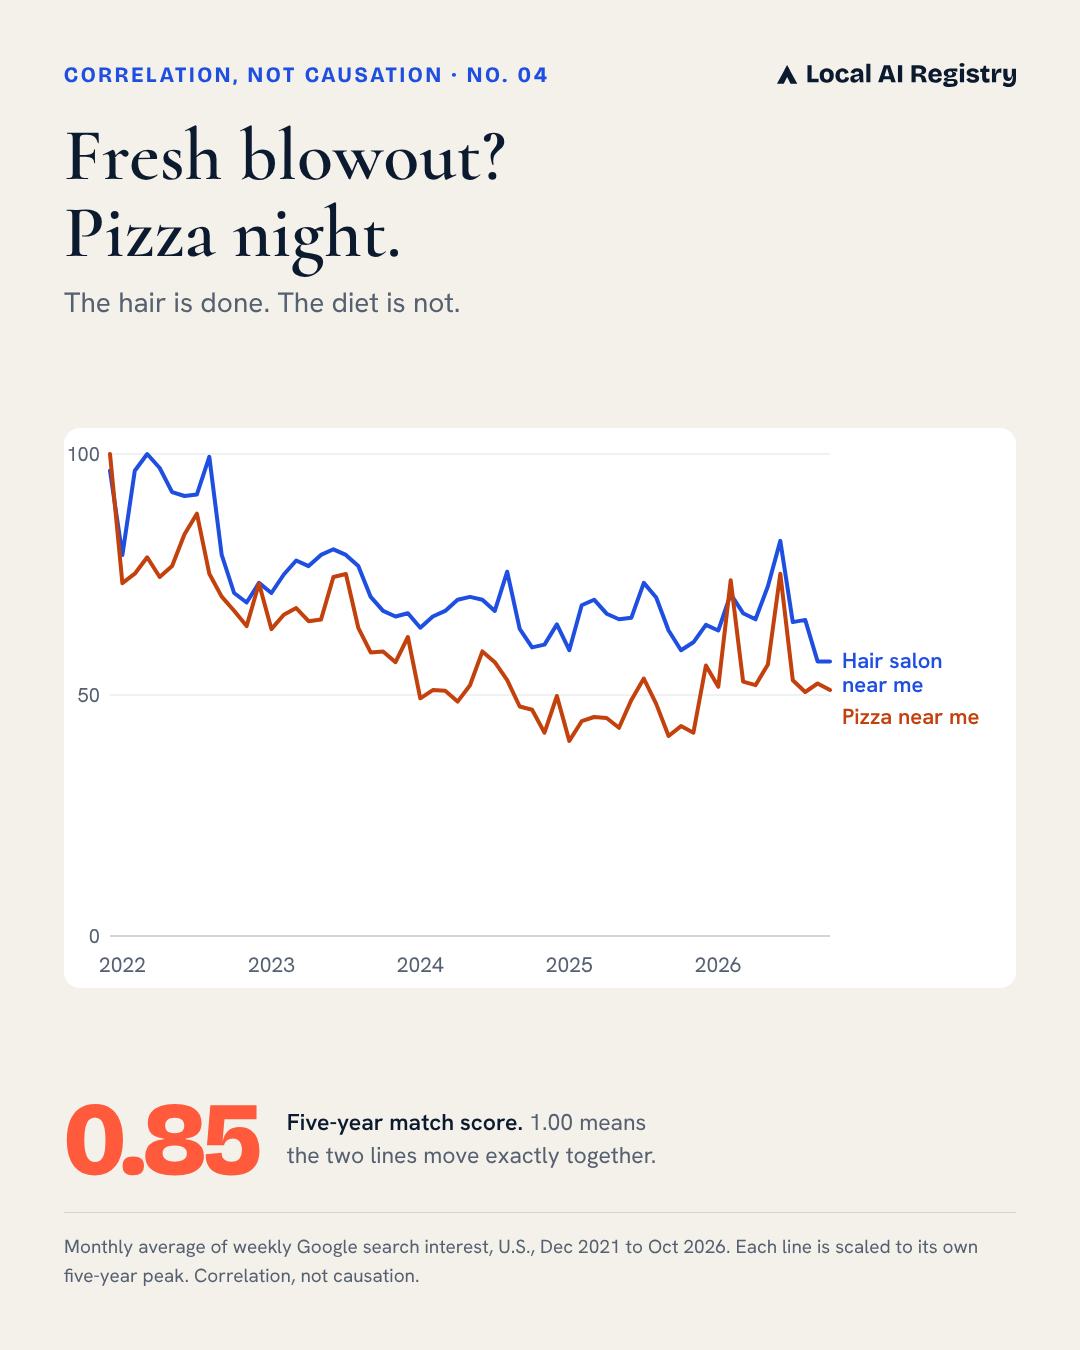 CORRELATION, NOT CAUSATION · NO. 04
Local AI Registry
Fresh blowout?
Pizza night.
The hair is done. The diet is not.
100
50
0
Hair salon
near me
Pizza near me
2022 2023 2024 2025 2026
0.85
Five-year match score. 1.00 means
the two lines move exactly together.
Monthly average of weekly Google search interest, U.S., Dec 2021 to Oct 2026. Each line is scaled to its own
five-year peak. Correlation, not causation.